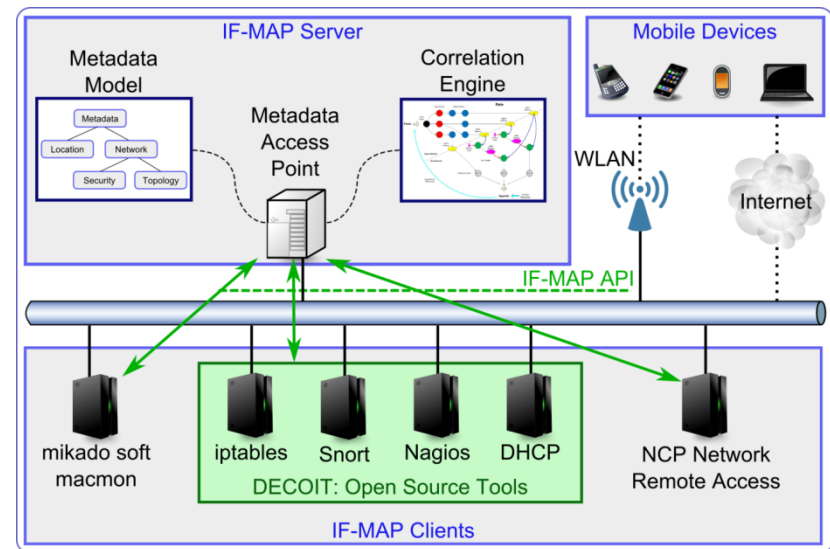 IF-MAP Server
Metadata
Model
Metadata
Location
Network
Security
Topology
Metadata
Access
Point
Correlation
Engine
Mobile Devices
WLAN
Internet
IF-MAP API
mikado soft
macmon
iptables
Snort
Nagios
DHCP
DECOIT: Open Source Tools
NCP Network
Remote Access
IF-MAP Clients